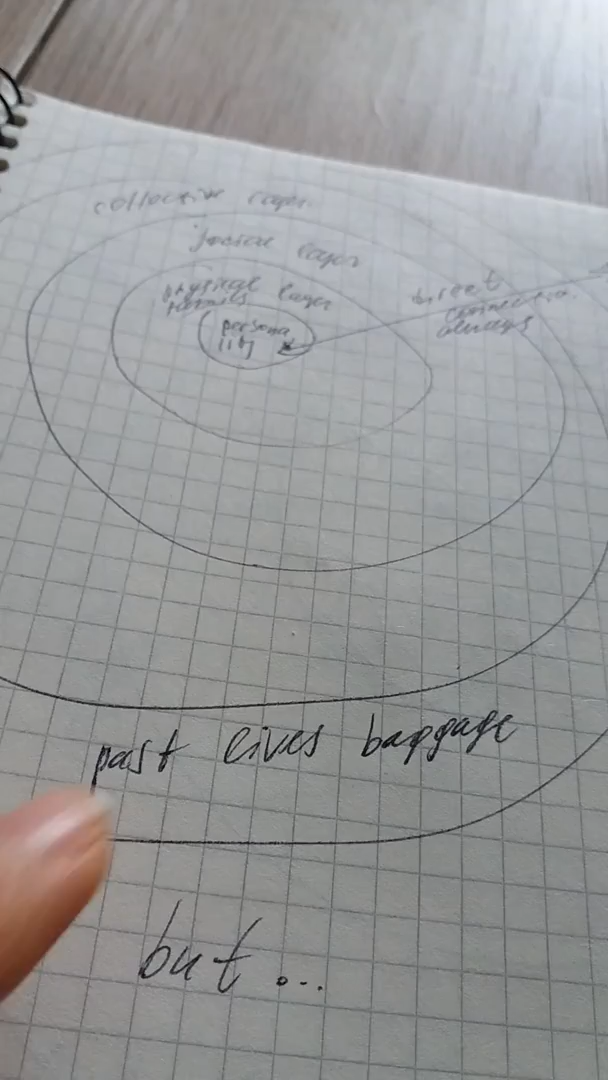 collective layer
social layer
physical layer
persona
lity
direct
connection
always
past lives baggage
but...